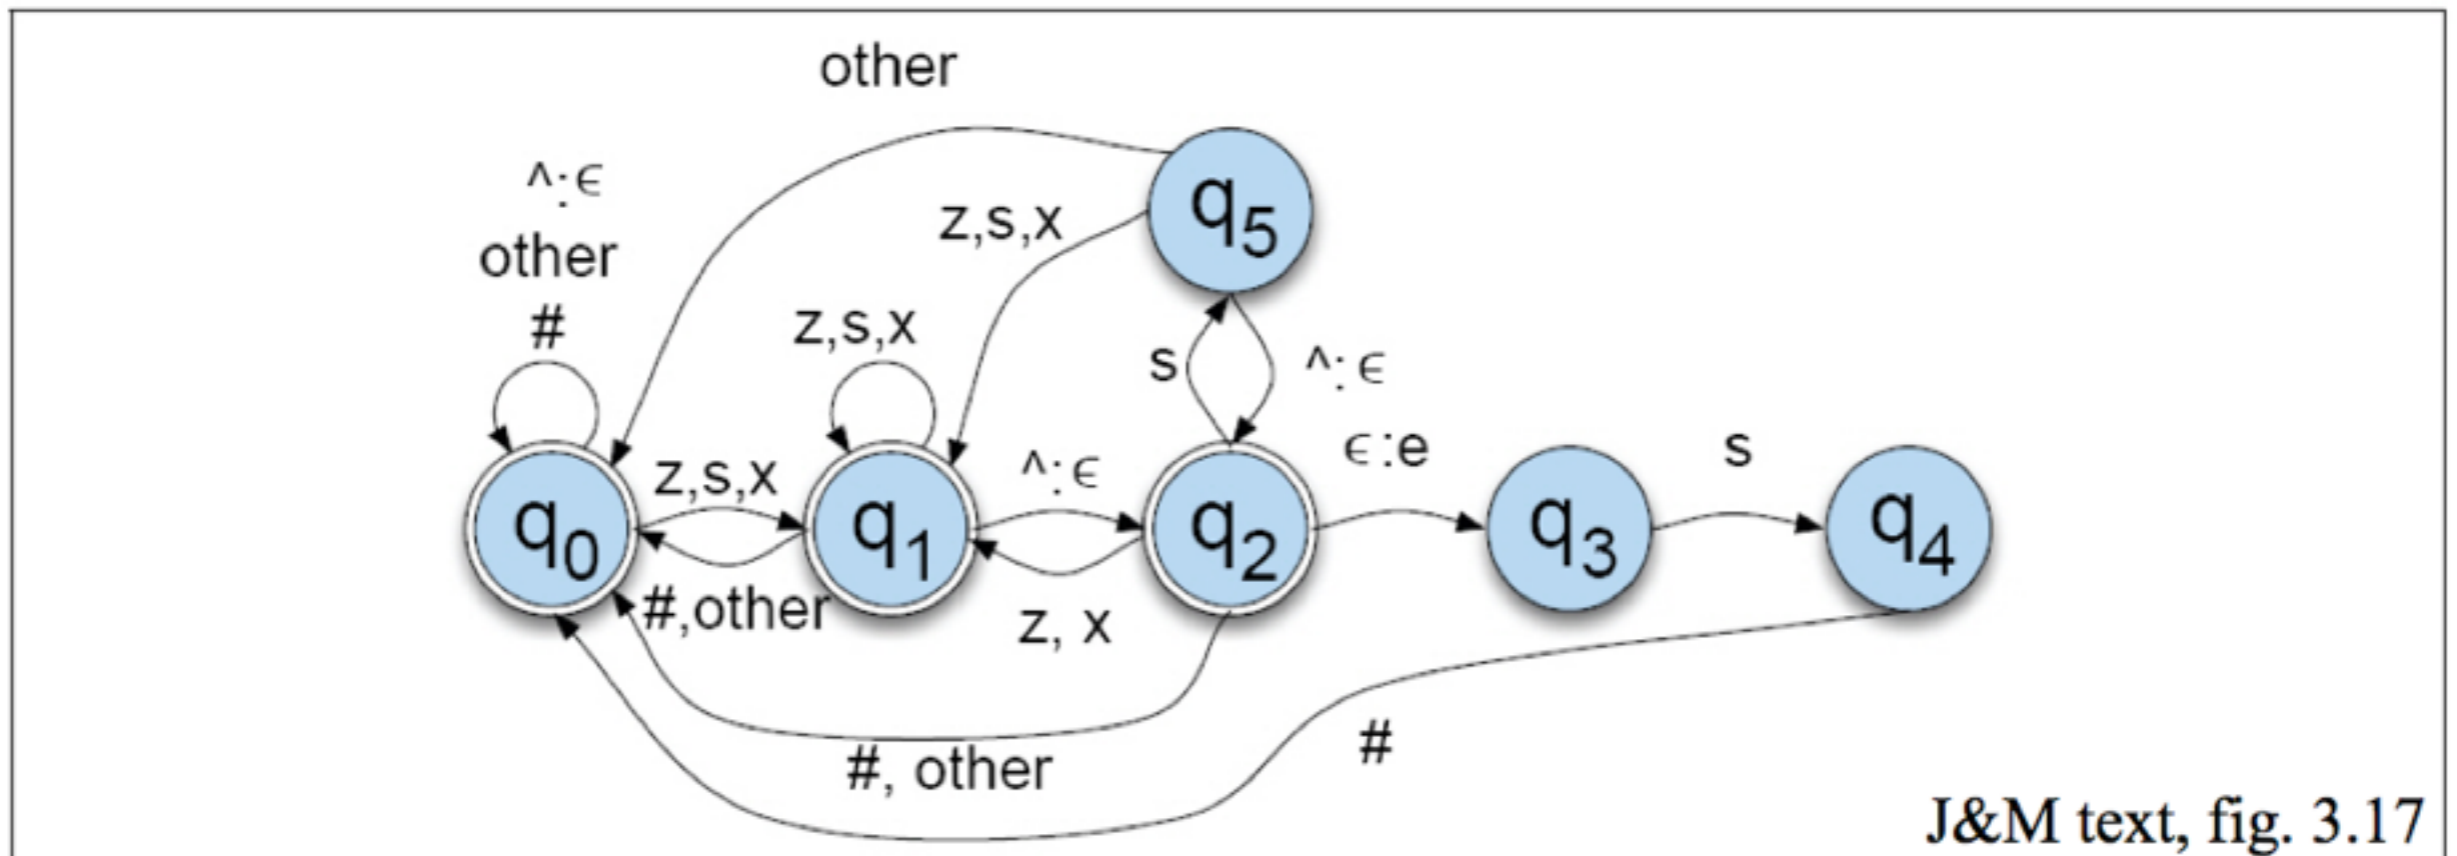 other
^:ϵ
other
#
z,s,x
z,s,x
q5
s
^:ϵ
z,s,x
^:ϵ
ϵ:e
s
q0
q1
q2
q3
q4
#,other
z, x
#, other
#
J&M text, fig. 3.17